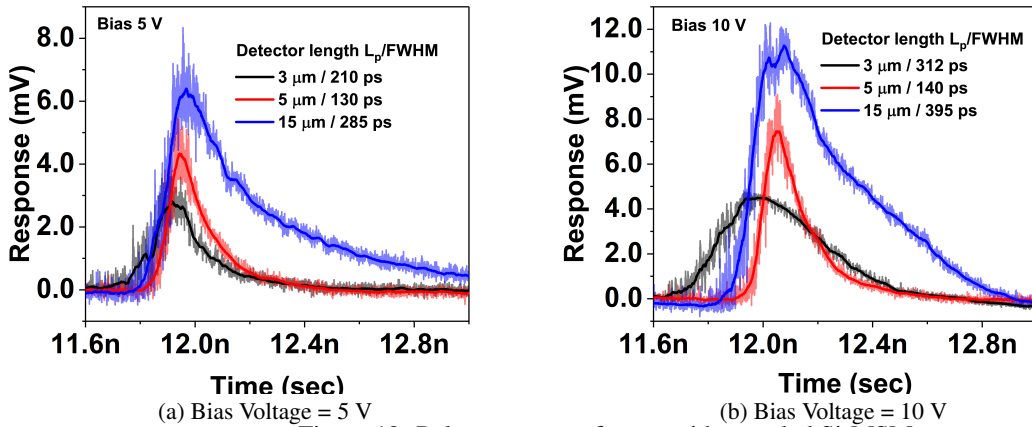 Bias 5 V
Detector length Lp/FWHM
3 μm / 210 ps
5 μm / 130 ps
15 μm / 285 ps
Response (mV)
8.0
6.0
4.0
2.0
0.0
11.6n 12.0n 12.4n 12.8n
Time (sec)
(a) Bias Voltage = 5 V
Bias 10 V
Detector length Lp/FWHM
3 μm / 312 ps
5 μm / 140 ps
15 μm / 395 ps
Response (mV)
12.0
10.0
8.0
6.0
4.0
2.0
0.0
11.6n 12.0n 12.4n 12.8n
Time (sec)
(b) Bias Voltage = 10 V